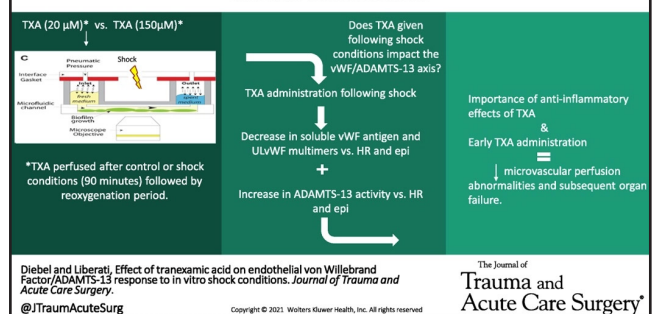 TXA (20 µM)* vs. TXA (150µM)*
C
Pneumatic
Pressure
Shock
Interface
Gasket
Inlet
Outlet
fresh
medium
spent
medium
Microfluidic
channel
Biofilm
growth
Microscope Objective
*TXA perfused after control or shock
conditions (90 minutes) followed by
reoxygenation period.
Does TXA given
following shock
conditions impact the
vWF/ADAMTS-13 axis?
TXA administration following shock
Decrease in soluble vWF antigen and
ULvWF multimers vs. HR and epi
+
Increase in ADAMTS-13 activity vs. HR
and epi
Importance of anti-inflammatory
effects of TXA
&
Early TXA administration
=
↓ microvascular perfusion
abnormalities and subsequent organ
failure.
Diebel and Liberati, Effect of tranexamic acid on endothelial von Willebrand
Factor/ADAMTS-13 response to in vitro shock conditions. Journal of Trauma and
Acute Care Surgery.
@JTraumAcuteSurg
Copyright © 2021 Wolters Kluwer Health, Inc. All rights reserved
The Journal of
Trauma and
Acute Care Surgery®